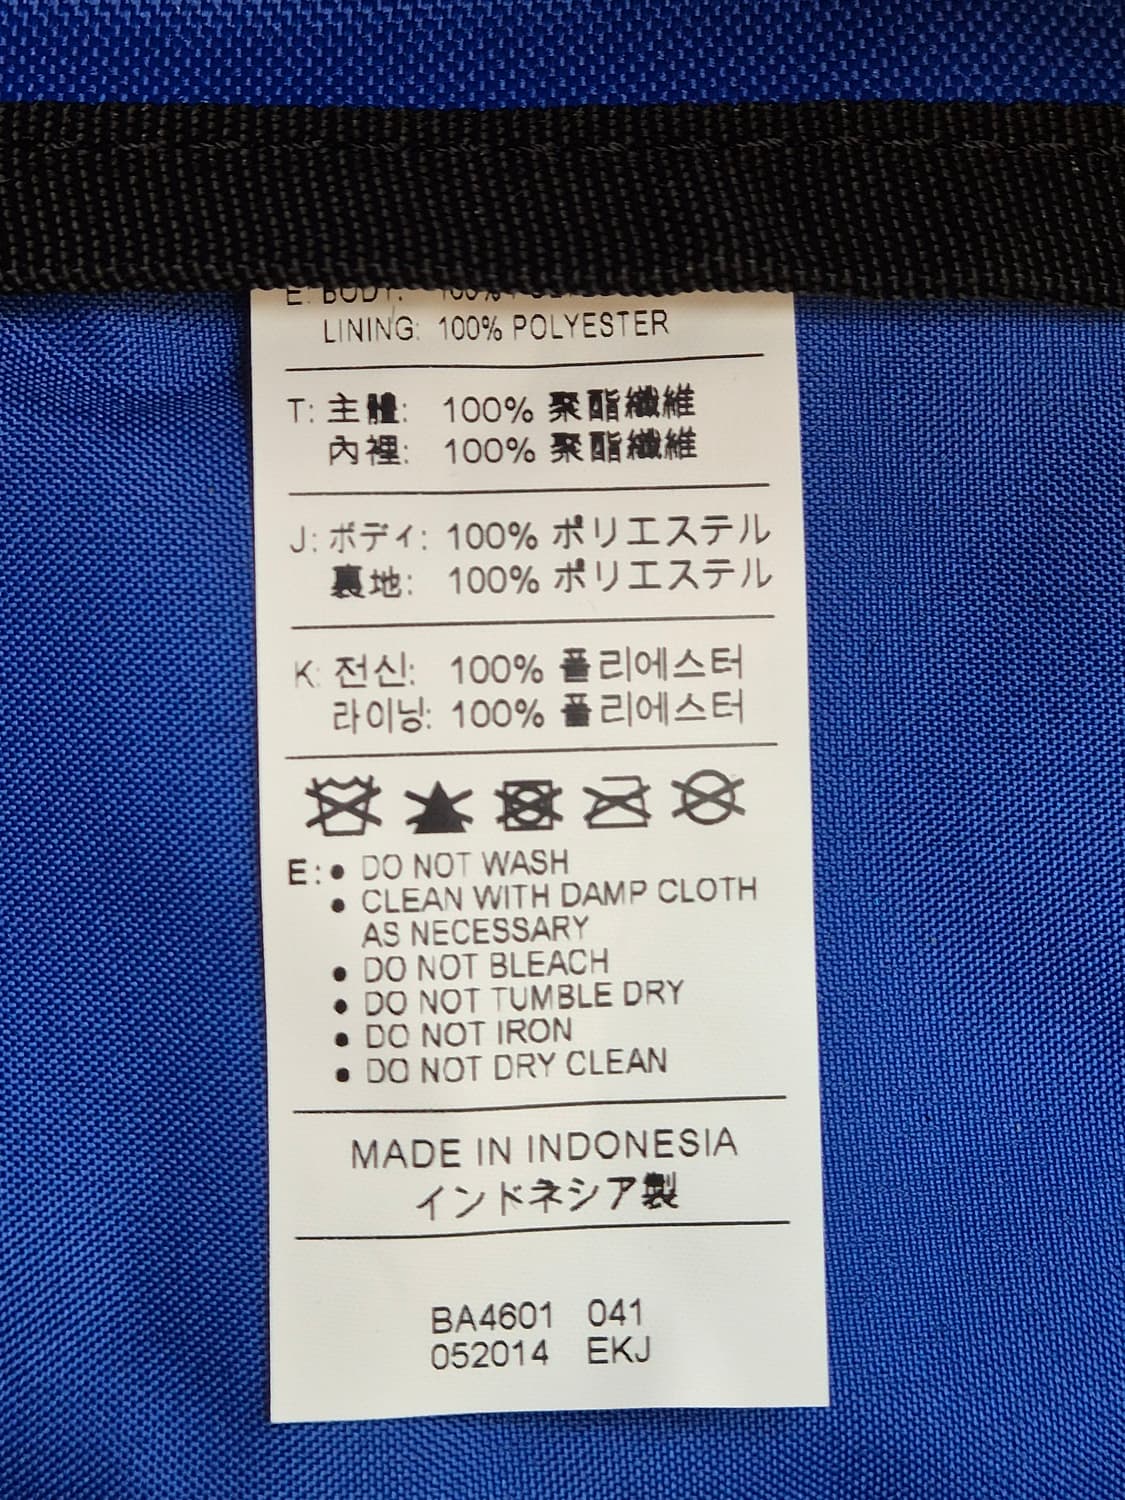 E: BODY: 100% POLYESTER
LINING: 100% POLYESTER
T: 主體: 100% 聚酯纖維
內裡: 100% 聚酯纖維
J: ボディ: 100% ポリエステル
裏地: 100% ポリエステル
K: 전신: 100% 폴리에스터
라이닝: 100% 폴리에스터
E: • DO NOT WASH
• CLEAN WITH DAMP CLOTH
AS NECESSARY
• DO NOT BLEACH
• DO NOT TUMBLE DRY
• DO NOT IRON
• DO NOT DRY CLEAN
MADE IN INDONESIA
インドネシア製
BA4601 041
052014 EKJ